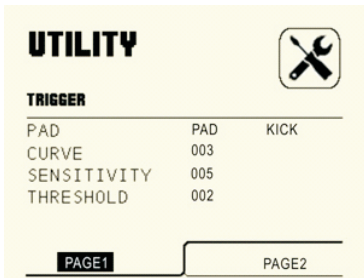 UTILITY
TRIGGER
PAD PAD KICK
CURVE 003
SENSITIVITY 005
THRESHOLD 002
PAGE1 PAGE2